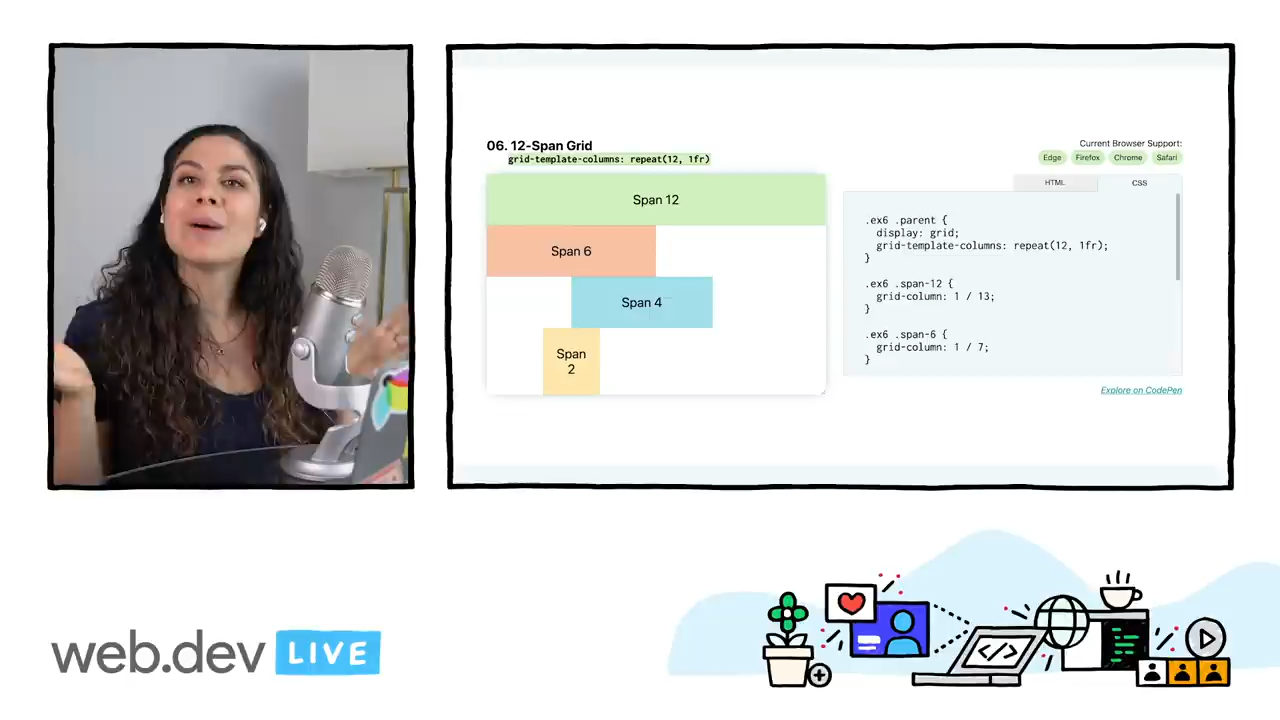 06. 12-Span Grid
grid-template-columns: repeat(12, 1fr)
Span 12
Span 6
Span 4
Span
2
Current Browser Support:
Edge Firefox Chrome Safari
HTML CSS
.ex6 .parent {
display: grid;
grid-template-columns: repeat(12, 1fr);
}
.ex6 .span-12 {
grid-column: 1 / 13;
}
.ex6 .span-6 {
grid-column: 1 / 7;
}
Explore on CodePen
web.dev LIVE
</>